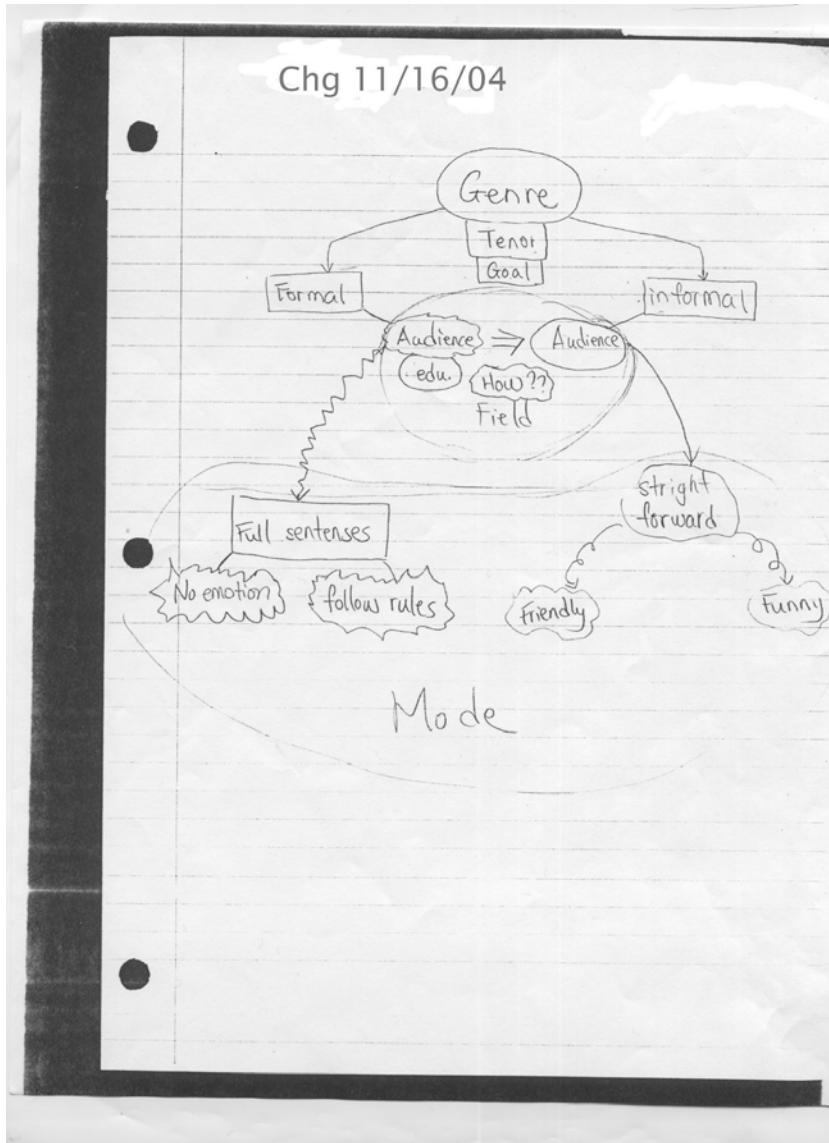 Chg 11/16/04
Genre
Tenor
Goal
Formal
informal
Audience ⇒ Audience
edu.
How??
Field
stright
forward
Full sentenses
No emotion
follow rules
Friendly
Funny
Mode